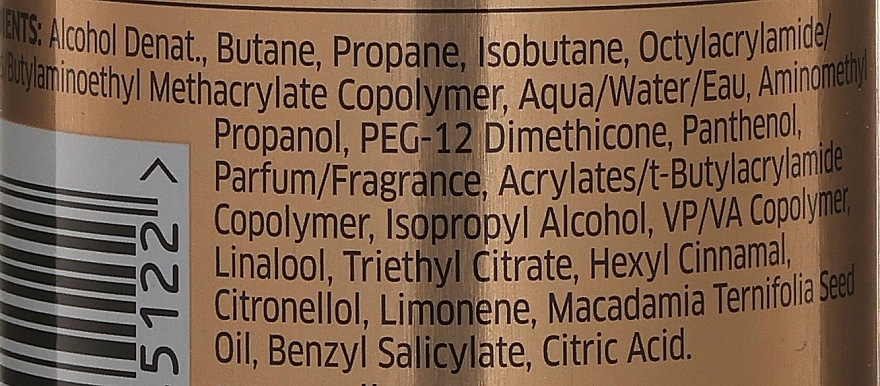 IENTS: Alcohol Denat., Butane, Propane, Isobutane, Octylacrylamide/
Butylaminoethyl Methacrylate Copolymer, Aqua/Water/Eau, Aminomethyl
Propanol, PEG-12 Dimethicone, Panthenol,
Parfum/Fragrance, Acrylates/t-Butylacrylamide
Copolymer, Isopropyl Alcohol, VP/VA Copolymer,
Linalool, Triethyl Citrate, Hexyl Cinnamal,
Citronellol, Limonene, Macadamia Ternifolia Seed
Oil, Benzyl Salicylate, Citric Acid.
5122 >